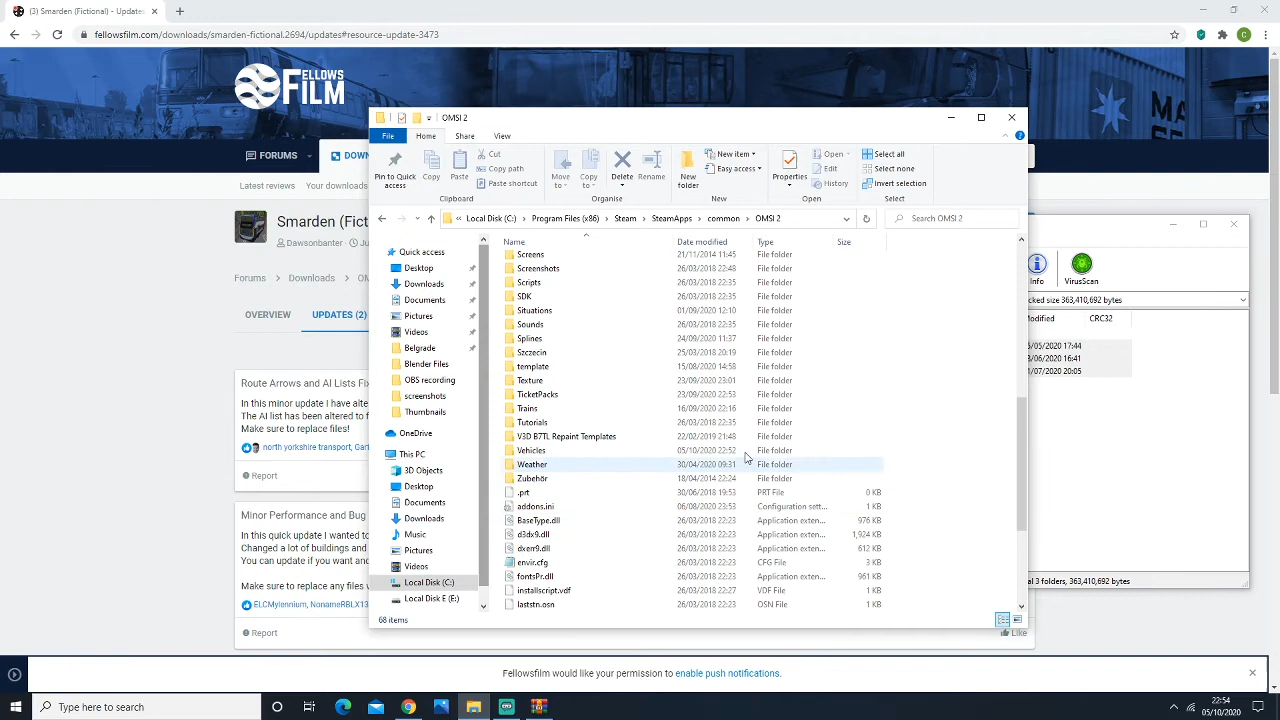 (3) Smarden (Fictional) - Update
fellowsfilm.com/downloads/smarden-fictional.2694/updates#resource-update-3473
C
FELLOWS
FILM
FORUMS
DOWN
Latest reviews
Your downloads
Smarden (Fict
Dawsonbanter
Ju
Forums
Downloads
OM
OVERVIEW
UPDATES (2)
Route Arrows and AI Lists Fix
In this minor update I have alter
The AI list has been altered to f
Make sure to replace files!
north yorkshire transport, Gart
Report
Minor Performance and Bug
In this quick update I wanted to
Changed a lot of buildings and
You can update if you want and
Make sure to replace any files w
ELCMylennium, NonameRBLX13
Report
Like
OMSI 2
File
Home
Share
View
Pin to Quick access
Copy
Paste
Cut
Copy path
Paste shortcut
Clipboard
Move to
Copy to
Delete
Rename
Organise
New folder
New item
Easy access
New
Properties
Open
Edit
History
Open
Select all
Select none
Invert selection
Select
« Local Disk (C:) › Program Files (x86) › Steam › SteamApps › common › OMSI 2
Search OMSI 2
Name
Date modified
Type
Size
Quick access
Desktop
Downloads
Documents
Pictures
Videos
Belgrade
Blender Files
OBS recording
screenshots
Thumbnails
OneDrive
This PC
3D Objects
Desktop
Documents
Downloads
Music
Pictures
Videos
Local Disk (C:)
Local Disk E (E:)
Screens 21/11/2014 11:45 File folder
Screenshots 26/03/2018 22:48 File folder
Scripts 26/03/2018 22:35 File folder
SDK 26/03/2018 22:35 File folder
Situations 01/09/2020 12:10 File folder
Sounds 26/03/2018 22:35 File folder
Splines 24/09/2020 11:37 File folder
Szczecin 25/03/2018 20:19 File folder
template 15/08/2020 14:58 File folder
Texture 23/09/2020 23:01 File folder
TicketPacks 23/09/2020 22:53 File folder
Trains 16/09/2020 22:16 File folder
Tutorials 26/03/2018 22:35 File folder
V3D B7TL Repaint Templates 22/02/2019 21:48 File folder
Vehicles 05/10/2020 22:52 File folder
Weather 30/04/2020 09:31 File folder
Zubehör 18/04/2014 22:24 File folder
.prt 30/06/2018 19:53 PRT File 0 KB
addons.ini 06/08/2020 23:53 Configuration sett... 1 KB
BaseType.dll 26/03/2018 22:23 Application exten... 976 KB
d3dx9.dll 26/03/2018 22:23 Application exten... 1,924 KB
dxerr9.dll 26/03/2018 22:23 Application exten... 612 KB
envir.cfg 26/03/2018 22:23 CFG File 3 KB
fontsPr.dll 26/03/2018 22:23 Application exten... 961 KB
installscript.vdf 26/03/2018 22:27 VDF File 1 KB
laststn.osn 26/03/2018 22:23 OSN File 1 KB
68 items
Info
VirusScan
cked size 363,410,692 bytes
Modified
CRC32
/05/2020 17:44
/06/2020 16:41
/07/2020 20:05
al 3 folders, 363,410,692 bytes
Fellowsfilm would like your permission to enable push notifications.
Type here to search
22:54
05/10/2020